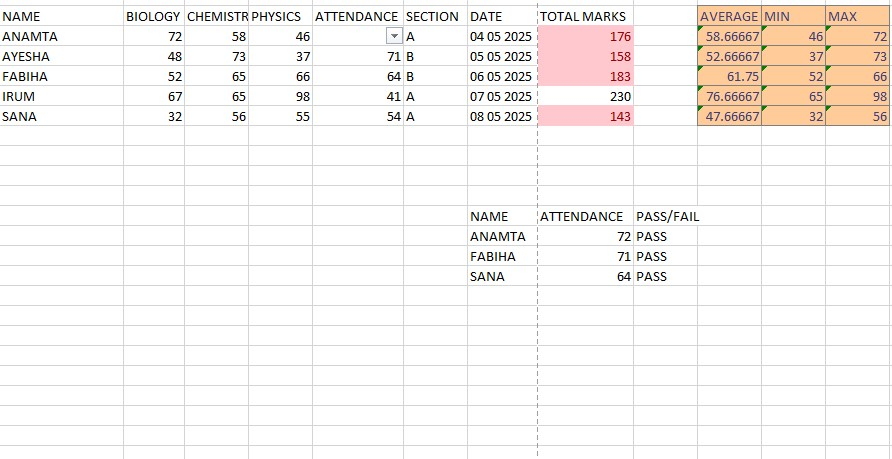 NAME BIOLOGY CHEMISTR PHYSICS ATTENDANCE SECTION DATE TOTAL MARKS AVERAGE MIN MAX
ANAMTA 72 58 46 A 04 05 2025 176 58.66667 46 72
AYESHA 48 73 37 71 B 05 05 2025 158 52.66667 37 73
FABIHA 52 65 66 64 B 06 05 2025 183 61.75 52 66
IRUM 67 65 98 41 A 07 05 2025 230 76.66667 65 98
SANA 32 56 55 54 A 08 05 2025 143 47.66667 32 56
NAME ATTENDANCE PASS/FAIL
ANAMTA 72 PASS
FABIHA 71 PASS
SANA 64 PASS